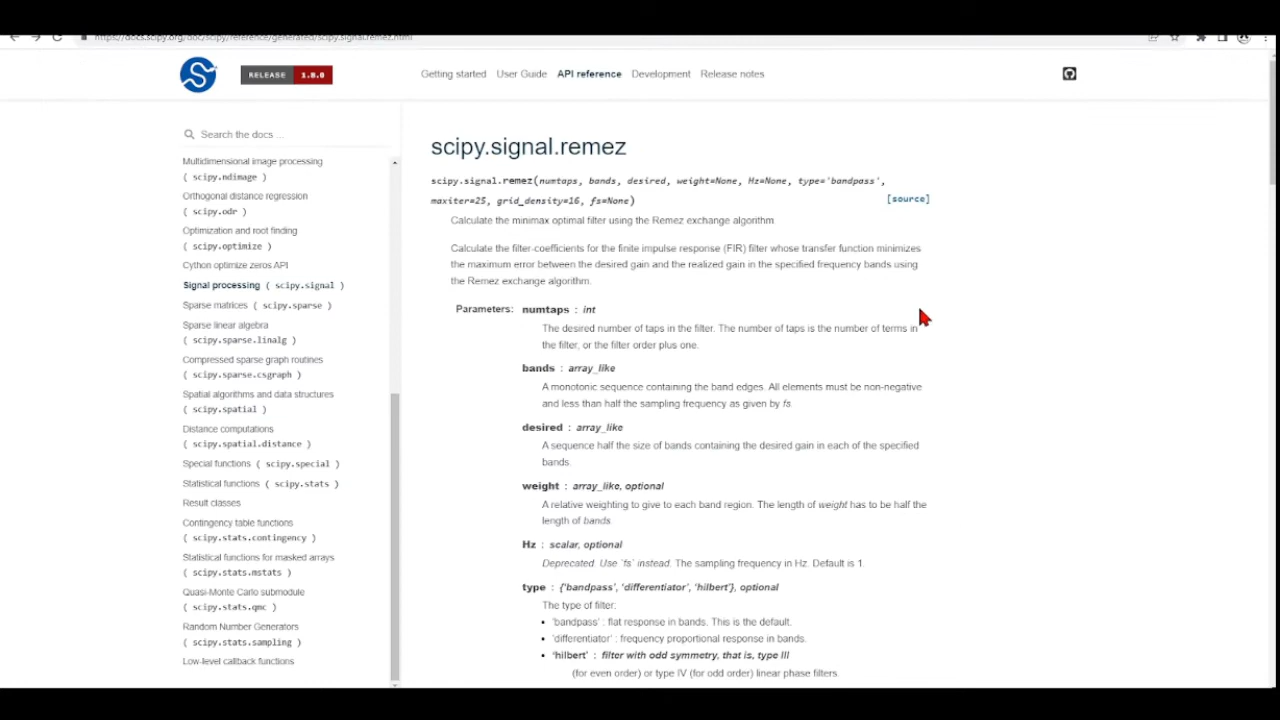 https://docs.scipy.org/doc/scipy/reference/generated/scipy.signal.remez.html
RELEASE 1.8.0
Getting started User Guide API reference Development Release notes
Search the docs ...
Multidimensional image processing
( scipy.ndimage )
Orthogonal distance regression
( scipy.odr )
Optimization and root finding
( scipy.optimize )
Cython optimize zeros API
Signal processing ( scipy.signal )
Sparse matrices ( scipy.sparse )
Sparse linear algebra
( scipy.sparse.linalg )
Compressed sparse graph routines
( scipy.sparse.csgraph )
Spatial algorithms and data structures
( scipy.spatial )
Distance computations
( scipy.spatial.distance )
Special functions ( scipy.special )
Statistical functions ( scipy.stats )
Result classes
Contingency table functions
( scipy.stats.contingency )
Statistical functions for masked arrays
( scipy.stats.mstats )
Quasi-Monte Carlo submodule
( scipy.stats.qmc )
Random Number Generators
( scipy.stats.sampling )
Low-level callback functions
scipy.signal.remez
scipy.signal.remez(numtaps, bands, desired, weight=None, Hz=None, type='bandpass',
maxiter=25, grid_density=16, fs=None) [source]
Calculate the minimax optimal filter using the Remez exchange algorithm
Calculate the filter-coefficients for the finite impulse response (FIR) filter whose transfer function minimizes
the maximum error between the desired gain and the realized gain in the specified frequency bands using
the Remez exchange algorithm.
Parameters: numtaps : int
The desired number of taps in the filter. The number of taps is the number of terms in
the filter, or the filter order plus one.
bands : array_like
A monotonic sequence containing the band edges. All elements must be non-negative
and less than half the sampling frequency as given by fs.
desired : array_like
A sequence half the size of bands containing the desired gain in each of the specified
bands.
weight : array_like, optional
A relative weighting to give to each band region. The length of weight has to be half the
length of bands.
Hz : scalar, optional
Deprecated. Use `fs` instead. The sampling frequency in Hz. Default is 1.
type : {'bandpass', 'differentiator', 'hilbert'}, optional
The type of filter:
• 'bandpass' : flat response in bands. This is the default.
• 'differentiator' : frequency proportional response in bands.
• 'hilbert' : filter with odd symmetry, that is, type III
(for even order) or type IV (for odd order) linear phase filters